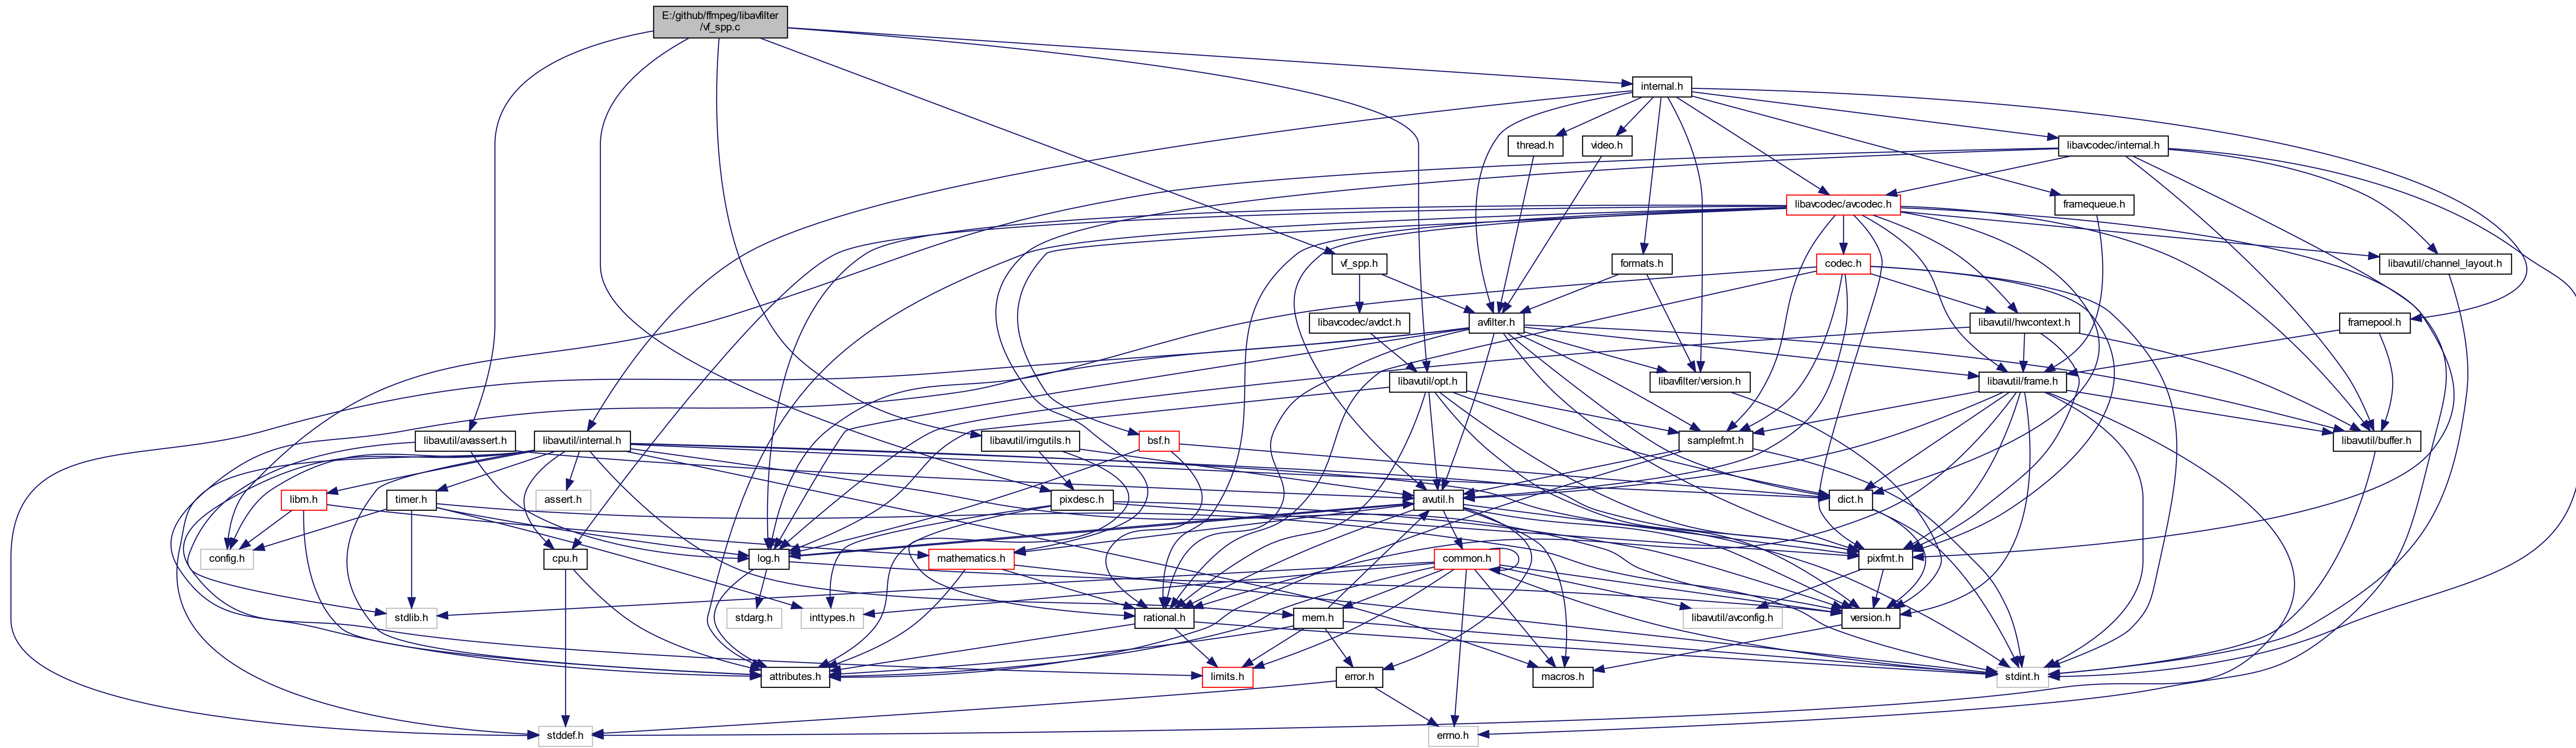 E:/github/ffmpeg/libavfilter
/vf_spp.c
internal.h
thread.h
video.h
libavcodec/internal.h
libavcodec/avcodec.h
framequeue.h
vf_spp.h
formats.h
codec.h
libavutil/channel_layout.h
libavcodec/avdct.h
avfilter.h
libavutil/hwcontext.h
framepool.h
libavutil/opt.h
libavfilter/version.h
libavutil/frame.h
libavutil/avassert.h
libavutil/internal.h
libavutil/imgutils.h
bsf.h
samplefmt.h
libavutil/buffer.h
libm.h
timer.h
assert.h
pixdesc.h
avutil.h
dict.h
config.h
cpu.h
log.h
mathematics.h
common.h
pixfmt.h
stdlib.h
stdarg.h
inttypes.h
rational.h
mem.h
libavutil/avconfig.h
version.h
attributes.h
limits.h
error.h
macros.h
stdint.h
stddef.h
errno.h